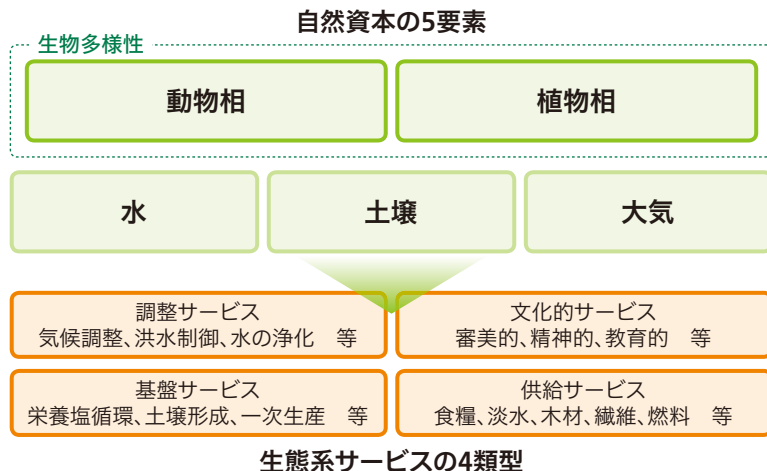 自然資本の5要素
生物多様性
動物相
植物相
水
土壌
大気
調整サービス
気候調整、洪水制御、水の浄化　等
文化的サービス
審美的、精神的、教育的　等
基盤サービス
栄養塩循環、土壌形成、一次生産　等
供給サービス
食糧、淡水、木材、繊維、燃料　等
生態系サービスの4類型